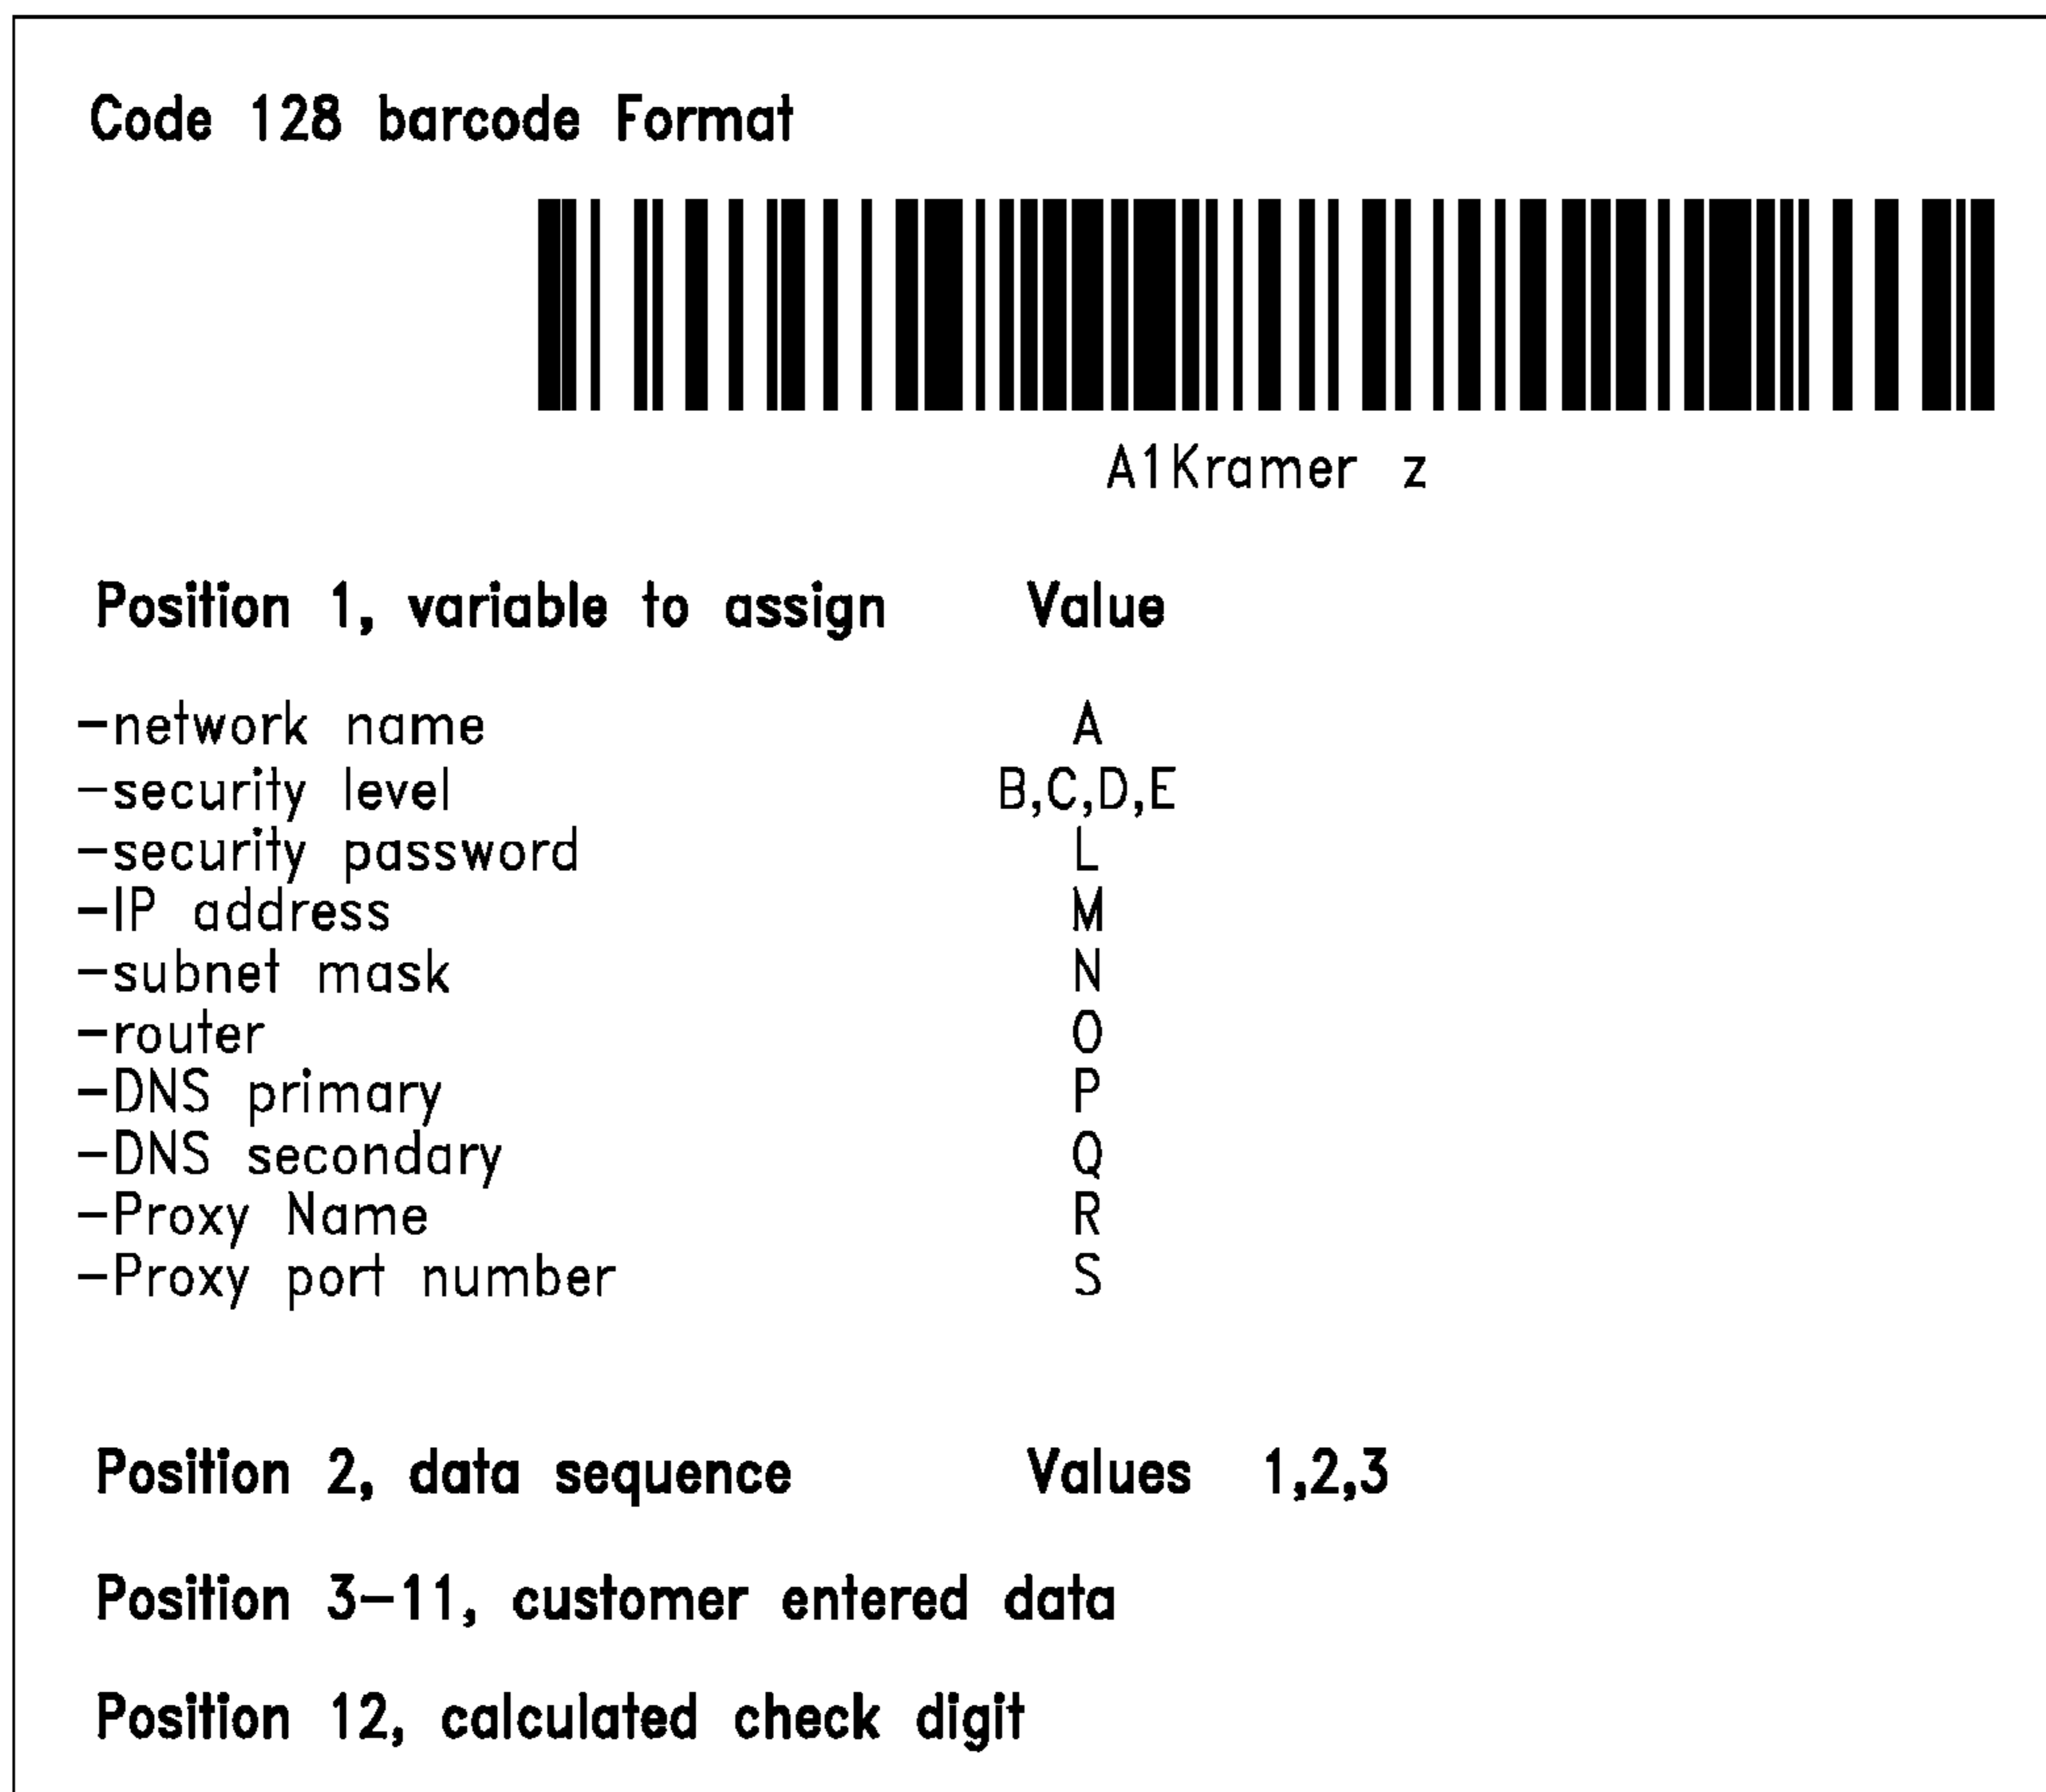 Code 128 barcode Format
A1Kramer z
Position 1, variable to assign Value
-network name A
-security level B,C,D,E
-security password L
-IP address M
-subnet mask N
-router O
-DNS primary P
-DNS secondary Q
-Proxy Name R
-Proxy port number S
Position 2, data sequence Values 1,2,3
Position 3-11, customer entered data
Position 12, calculated check digit